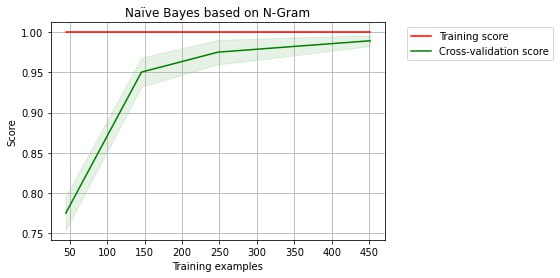 Naïve Bayes based on N-Gram
Training score
Cross-validation score
1.00
0.95
0.90
0.85
0.80
0.75
Score
50 100 150 200 250 300 350 400 450
Training examples